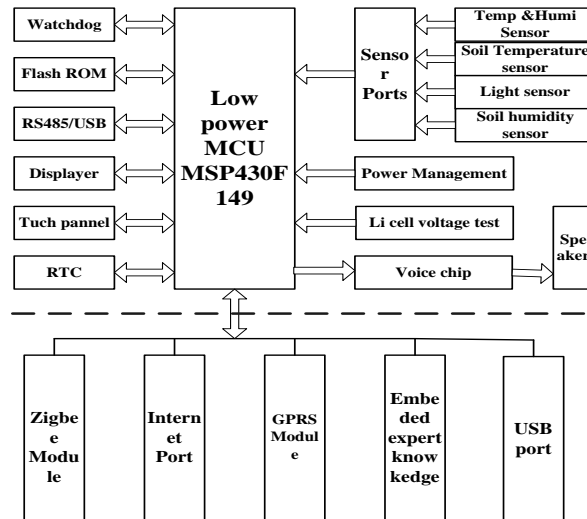 Watchdog
Flash ROM
RS485/USB
Displayer
Tuch pannel
RTC
Low
power
MCU
MSP430F
149
Senso
r
Ports
Temp &Humi
Sensor
Soil Temperature
sensor
Light sensor
Soil humidity
sensor
Power Management
Li cell voltage test
Voice chip
Spe
aker
Zigbe
e
Modu
le
Intern
et
Port
GPRS
Modul
e
Embe
ded
expert
know
kedge
USB
port